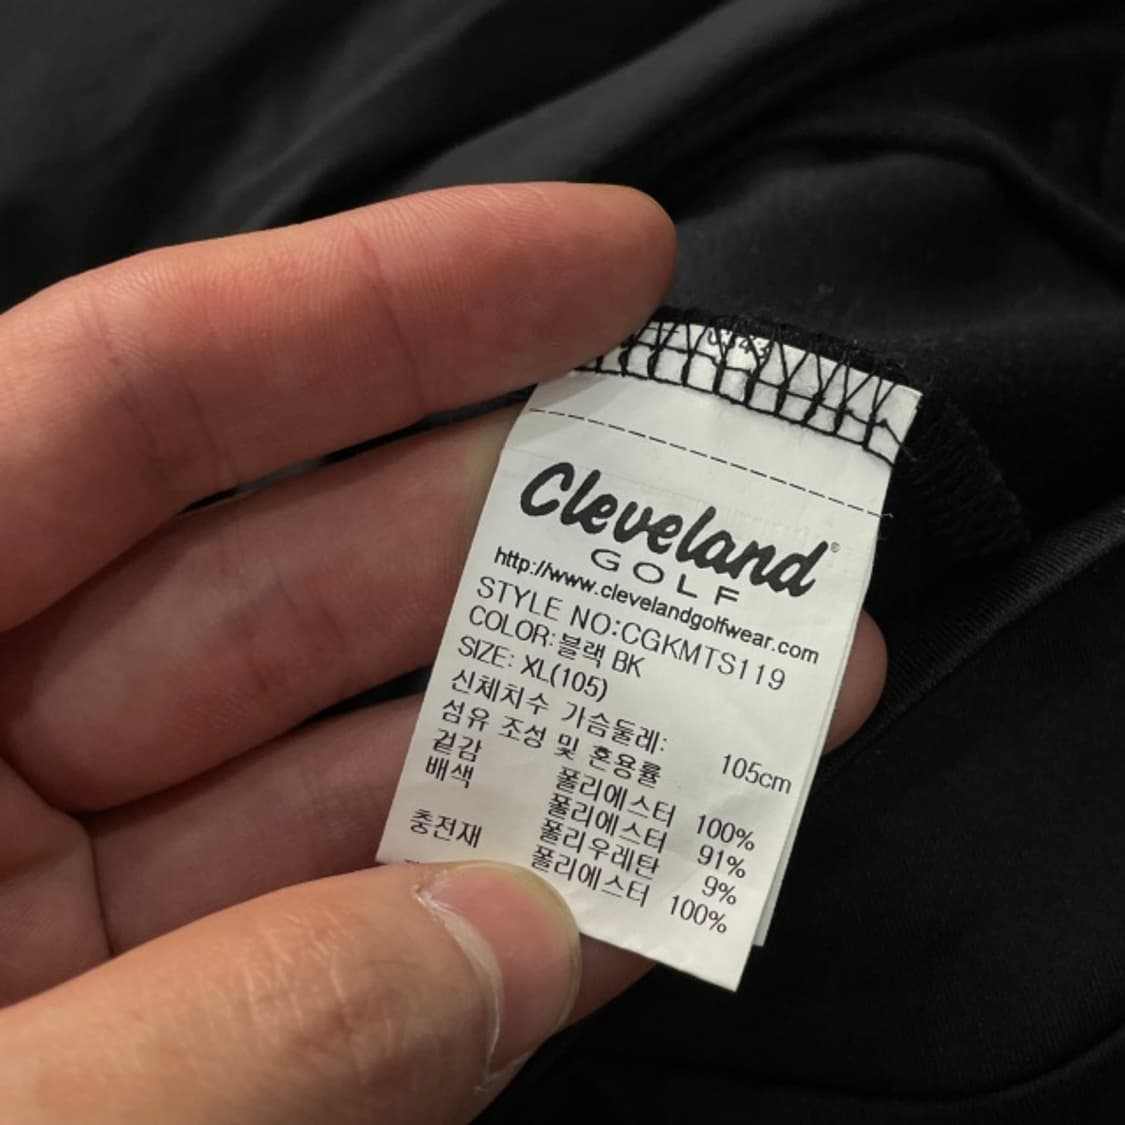 Cleveland®
GOLF
http://www.clevelandgolfwear.com
STYLE NO:CGKMTS119
COLOR:블랙 BK
SIZE: XL(105)
신체치수 가슴둘레: 105cm
섬유 조성 및 혼용률
겉감 폴리에스터 100%
배색 폴리에스터 91%
폴리우레탄 9%
충전재 폴리에스터 100%